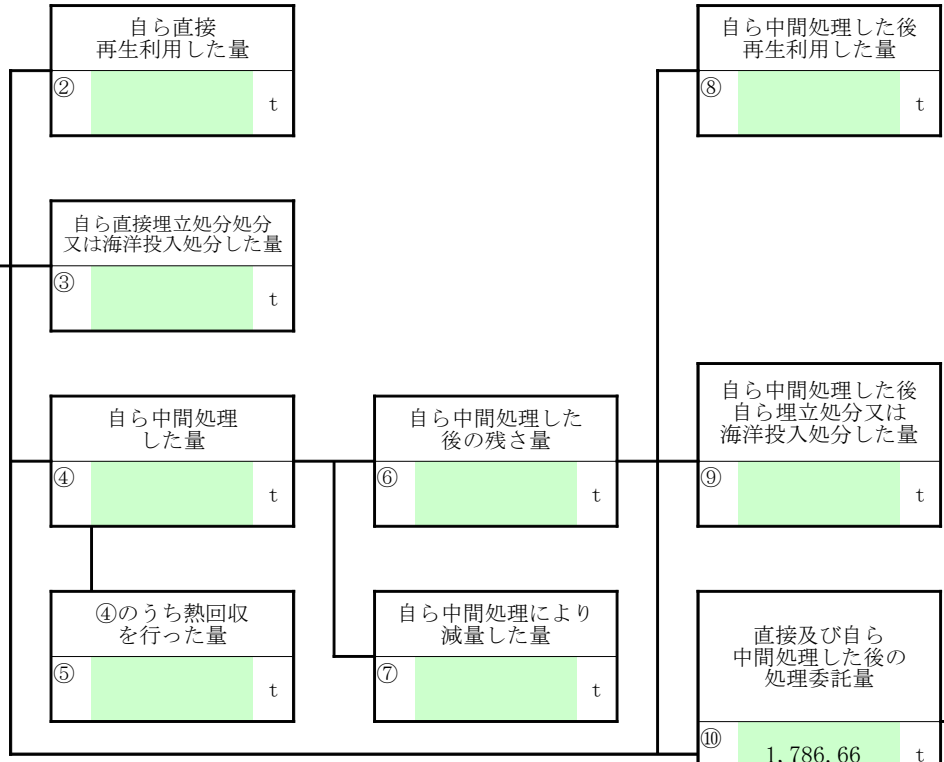 自ら直接
再生利用した量
② t
自ら中間処理した後
再生利用した量
⑧ t
自ら直接埋立処分処分
又は海洋投入処分した量
③ t
自ら中間処理
した量
④ t
自ら中間処理した
後の残さ量
⑥ t
自ら中間処理した後
自ら埋立処分又は
海洋投入処分した量
⑨ t
④のうち熱回収
を行った量
⑤ t
自ら中間処理により
減量した量
⑦ t
直接及び自ら
中間処理した後の
処理委託量
⑩ 1,786.66 t